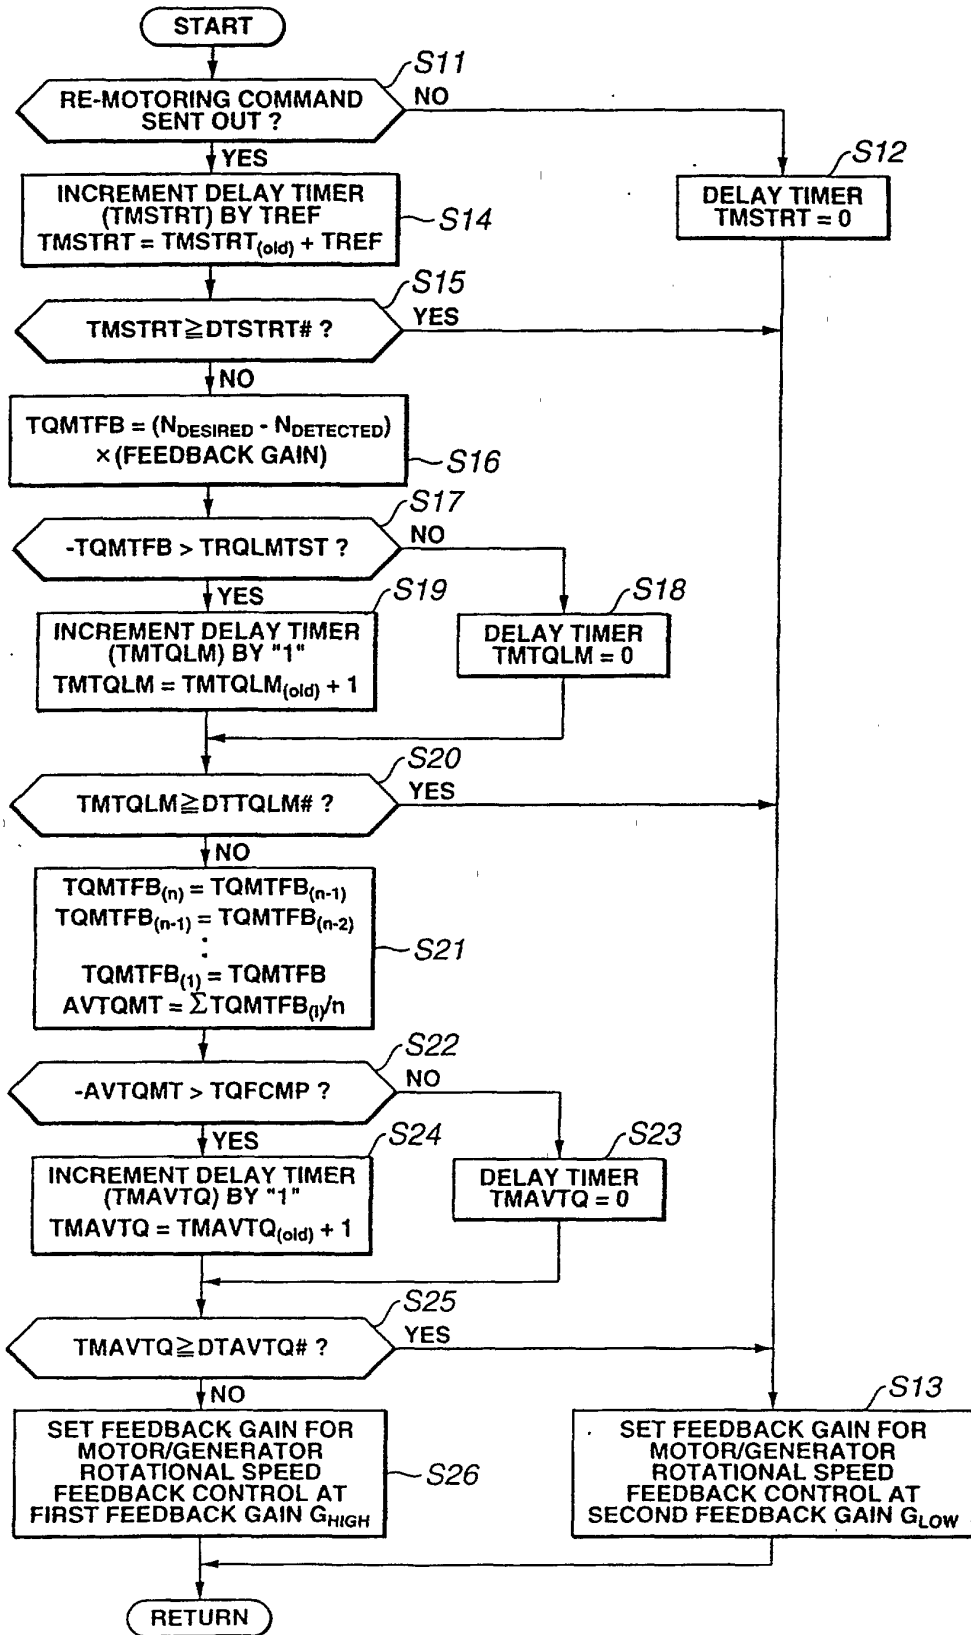 START
S11
RE-MOTORING COMMAND
SENT OUT ?
NO
YES
S12
DELAY TIMER
TMSTRT = 0
INCREMENT DELAY TIMER
(TMSTRT) BY TREF
TMSTRT = TMSTRT(old) + TREF
S14
S15
TMSTRT≧DTSTRT# ?
YES
NO
TQMTFB = (NDESIRED - NDETECTED)
×(FEEDBACK GAIN)
S16
S17
-TQMTFB > TRQLMTST ?
NO
YES
S19
INCREMENT DELAY TIMER
(TMTQLM) BY "1"
TMTQLM = TMTQLM(old) + 1
S18
DELAY TIMER
TMTQLM = 0
S20
TMTQLM≧DTTQLM# ?
YES
NO
TQMTFB(n) = TQMTFB(n-1)
TQMTFB(n-1) = TQMTFB(n-2)
:
TQMTFB(1) = TQMTFB
AVTQMT = ΣTQMTFB(i)/n
S21
S22
-AVTQMT > TQFCMP ?
NO
YES
S24
INCREMENT DELAY TIMER
(TMAVTQ) BY "1"
TMAVTQ = TMAVTQ(old) + 1
S23
DELAY TIMER
TMAVTQ = 0
S25
TMAVTQ≧DTAVTQ# ?
YES
NO
SET FEEDBACK GAIN FOR
MOTOR/GENERATOR
ROTATIONAL SPEED
FEEDBACK CONTROL AT
FIRST FEEDBACK GAIN GHIGH
S26
S13
SET FEEDBACK GAIN FOR
MOTOR/GENERATOR
ROTATIONAL SPEED
FEEDBACK CONTROL AT
SECOND FEEDBACK GAIN GLOW
RETURN